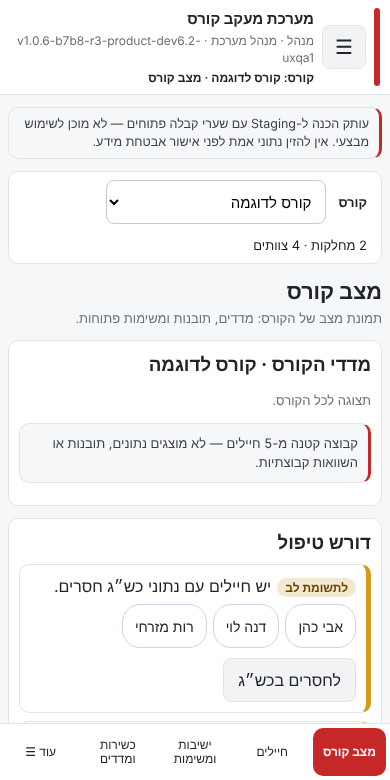 מערכת מעקב קורס
מנהל · מנהל מערכת · v1.0.6-b7b8-r3-product-dev6.2-
uxqa1
קורס: קורס לדוגמה · מצב קורס
☰
עותק הכנה ל-Staging עם שערי קבלה פתוחים — לא מוכן לשימוש
מבצעי. אין להזין נתוני אמת לפני אישור אבטחת מידע.
קורס
קורס לדוגמה
2 מחלקות · 4 צוותים
מצב קורס
תמונת מצב של הקורס: מדדים, תובנות ומשימות פתוחות.
מדדי הקורס · קורס לדוגמה
תצוגה לכל הקורס.
קבוצה קטנה מ-5 חיילים — לא מוצגים נתונים, תובנות או
השוואות קבוצתיות.
דורש טיפול
לתשומת לב יש חיילים עם נתוני כש״ג חסרים.
אבי כהן
דנה לוי
רות מזרחי
לחסרים בכש״ג
מצב קורס
חיילים
ישיבות
ומשימות
כשירות
ומדדים
עוד ☰